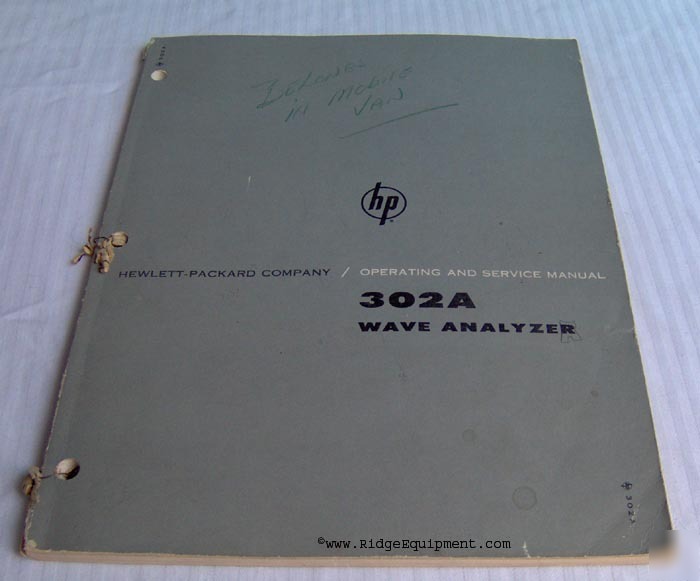 Belongs
in Mobile
Van
hp
HEWLETT-PACKARD COMPANY / OPERATING AND SERVICE MANUAL
302A
WAVE ANALYZER
©www.RidgeEquipment.com